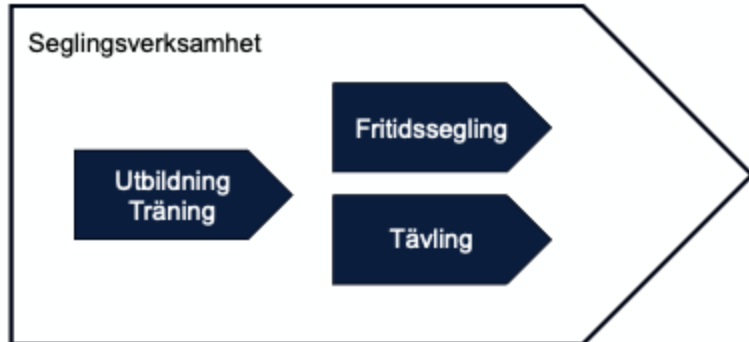 Seglingsverksamhet
Utbildning
Träning
Fritidssegling
Tävling